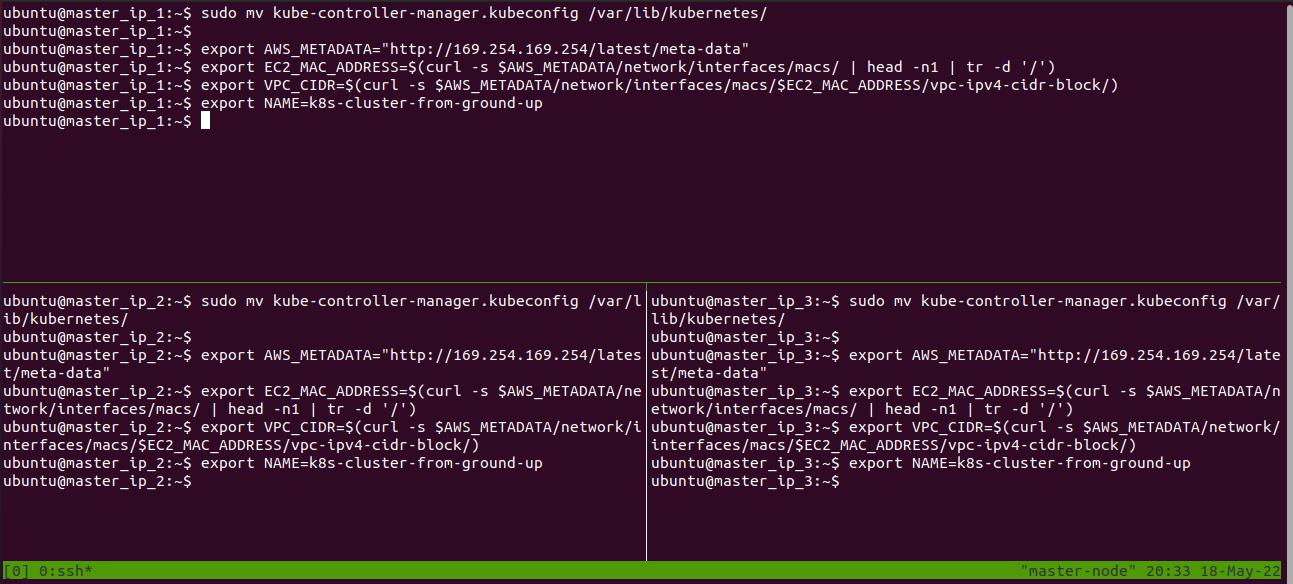 ubuntu@master_ip_1:~$ sudo mv kube-controller-manager.kubeconfig /var/lib/kubernetes/
ubuntu@master_ip_1:~$
ubuntu@master_ip_1:~$ export AWS_METADATA="http://169.254.169.254/latest/meta-data"
ubuntu@master_ip_1:~$ export EC2_MAC_ADDRESS=$(curl -s $AWS_METADATA/network/interfaces/macs/ | head -n1 | tr -d '/')
ubuntu@master_ip_1:~$ export VPC_CIDR=$(curl -s $AWS_METADATA/network/interfaces/macs/$EC2_MAC_ADDRESS/vpc-ipv4-cidr-block/)
ubuntu@master_ip_1:~$ export NAME=k8s-cluster-from-ground-up
ubuntu@master_ip_1:~$
ubuntu@master_ip_2:~$ sudo mv kube-controller-manager.kubeconfig /var/l
ib/kubernetes/
ubuntu@master_ip_2:~$
ubuntu@master_ip_2:~$ export AWS_METADATA="http://169.254.169.254/lates
t/meta-data"
ubuntu@master_ip_2:~$ export EC2_MAC_ADDRESS=$(curl -s $AWS_METADATA/ne
twork/interfaces/macs/ | head -n1 | tr -d '/')
ubuntu@master_ip_2:~$ export VPC_CIDR=$(curl -s $AWS_METADATA/network/i
nterfaces/macs/$EC2_MAC_ADDRESS/vpc-ipv4-cidr-block/)
ubuntu@master_ip_2:~$ export NAME=k8s-cluster-from-ground-up
ubuntu@master_ip_2:~$
ubuntu@master_ip_3:~$ sudo mv kube-controller-manager.kubeconfig /var/
lib/kubernetes/
ubuntu@master_ip_3:~$
ubuntu@master_ip_3:~$ export AWS_METADATA="http://169.254.169.254/late
st/meta-data"
ubuntu@master_ip_3:~$ export EC2_MAC_ADDRESS=$(curl -s $AWS_METADATA/n
etwork/interfaces/macs/ | head -n1 | tr -d '/')
ubuntu@master_ip_3:~$ export VPC_CIDR=$(curl -s $AWS_METADATA/network/
interfaces/macs/$EC2_MAC_ADDRESS/vpc-ipv4-cidr-block/)
ubuntu@master_ip_3:~$ export NAME=k8s-cluster-from-ground-up
ubuntu@master_ip_3:~$
[0] 0:ssh* "master-node" 20:33 18-May-22